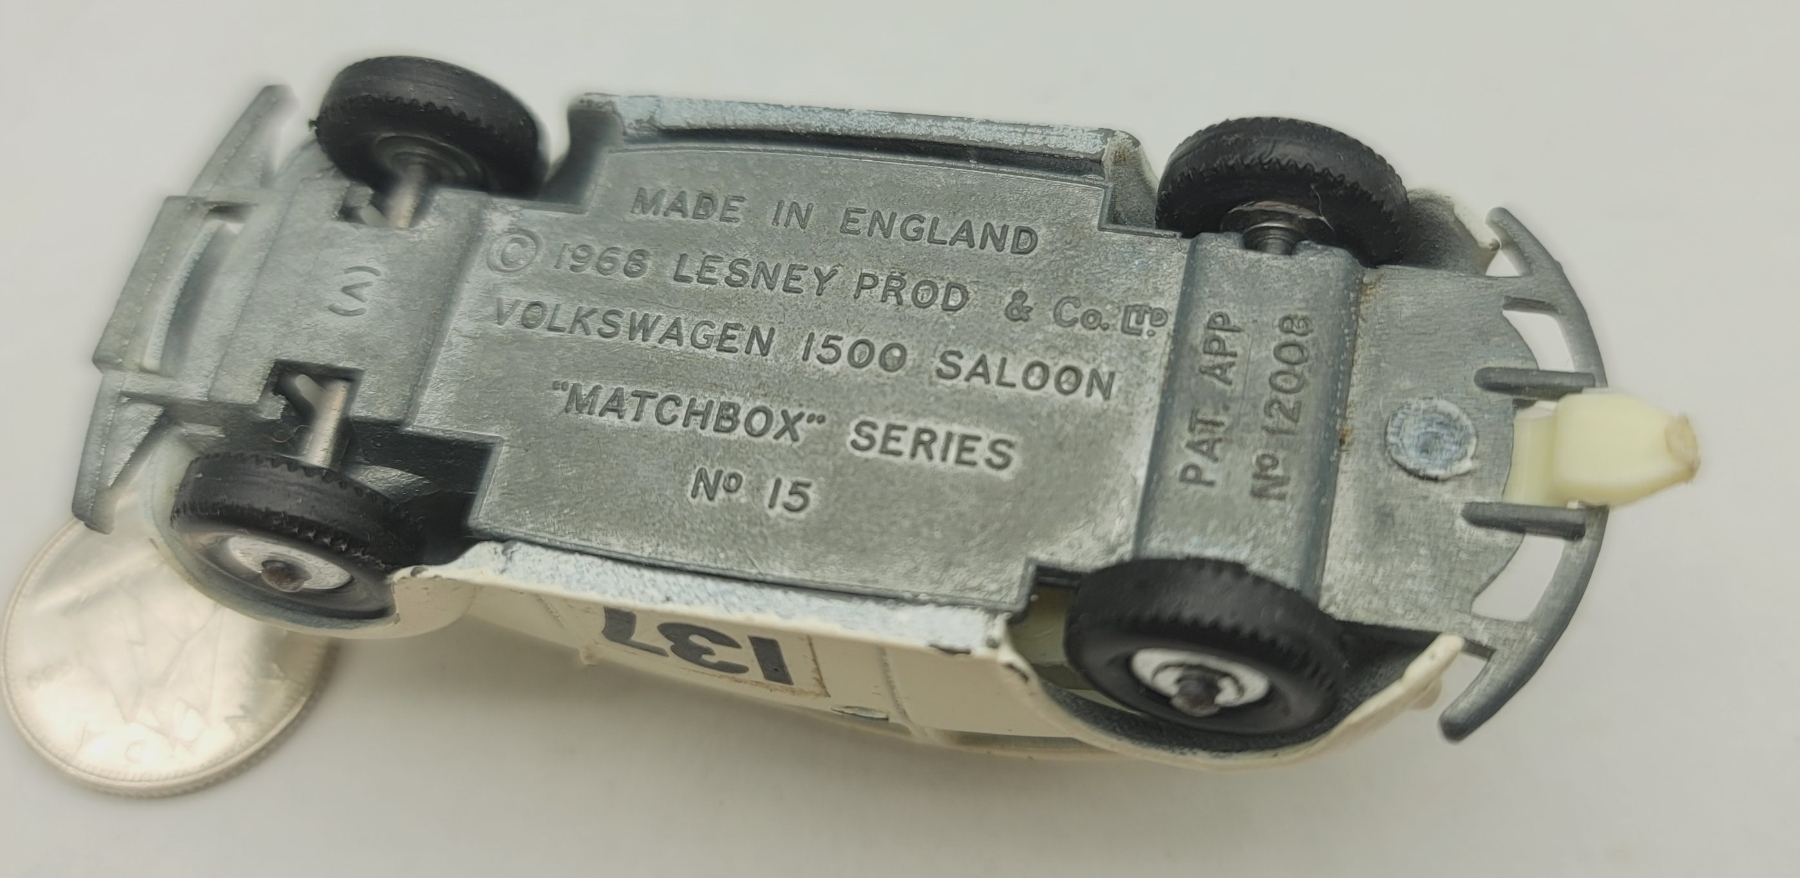 MADE IN ENGLAND
© 1968 LESNEY PROD & Co. LTD.
VOLKSWAGEN 1500 SALOON
"MATCHBOX" SERIES
No 15
PAT. APP
No 12008
3
137